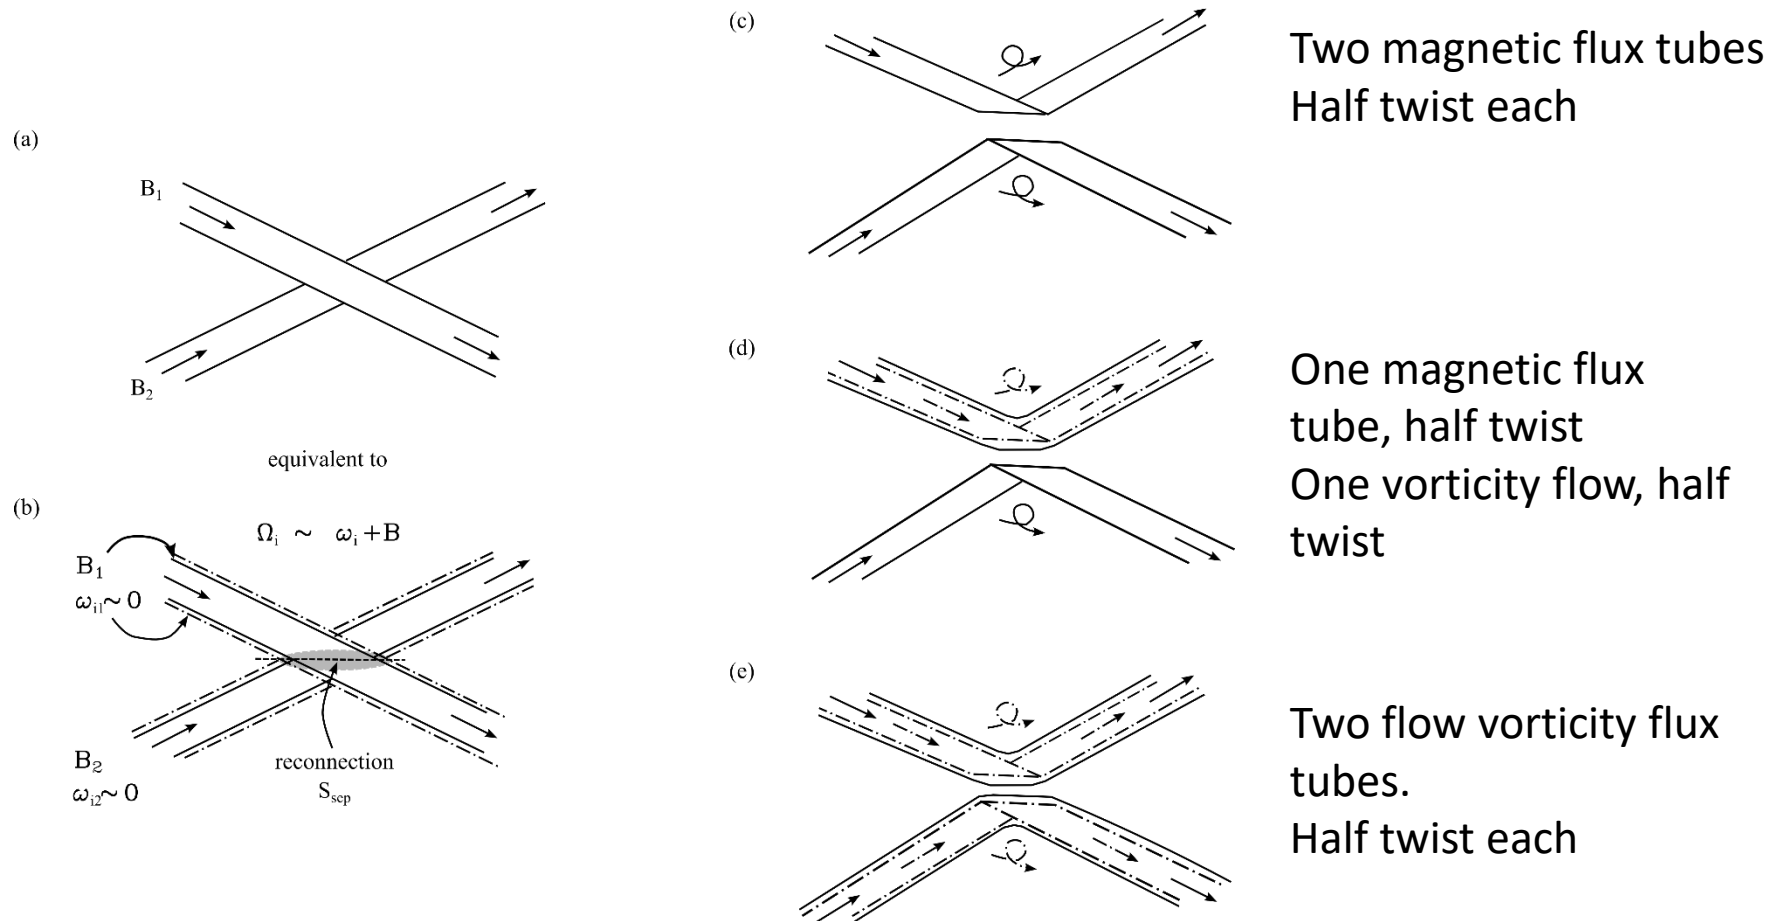 (a)
B₁
B₂
equivalent to
(b)
Ωᵢ ~ ωᵢ+B
B₁
ωᵢ₁~0
B₂
ωᵢ₂~0
reconnection
Sₛcₚ
(c)
Two magnetic flux tubes
Half twist each
(d)
One magnetic flux
tube, half twist
One vorticity flow, half
twist
(e)
Two flow vorticity flux
tubes.
Half twist each